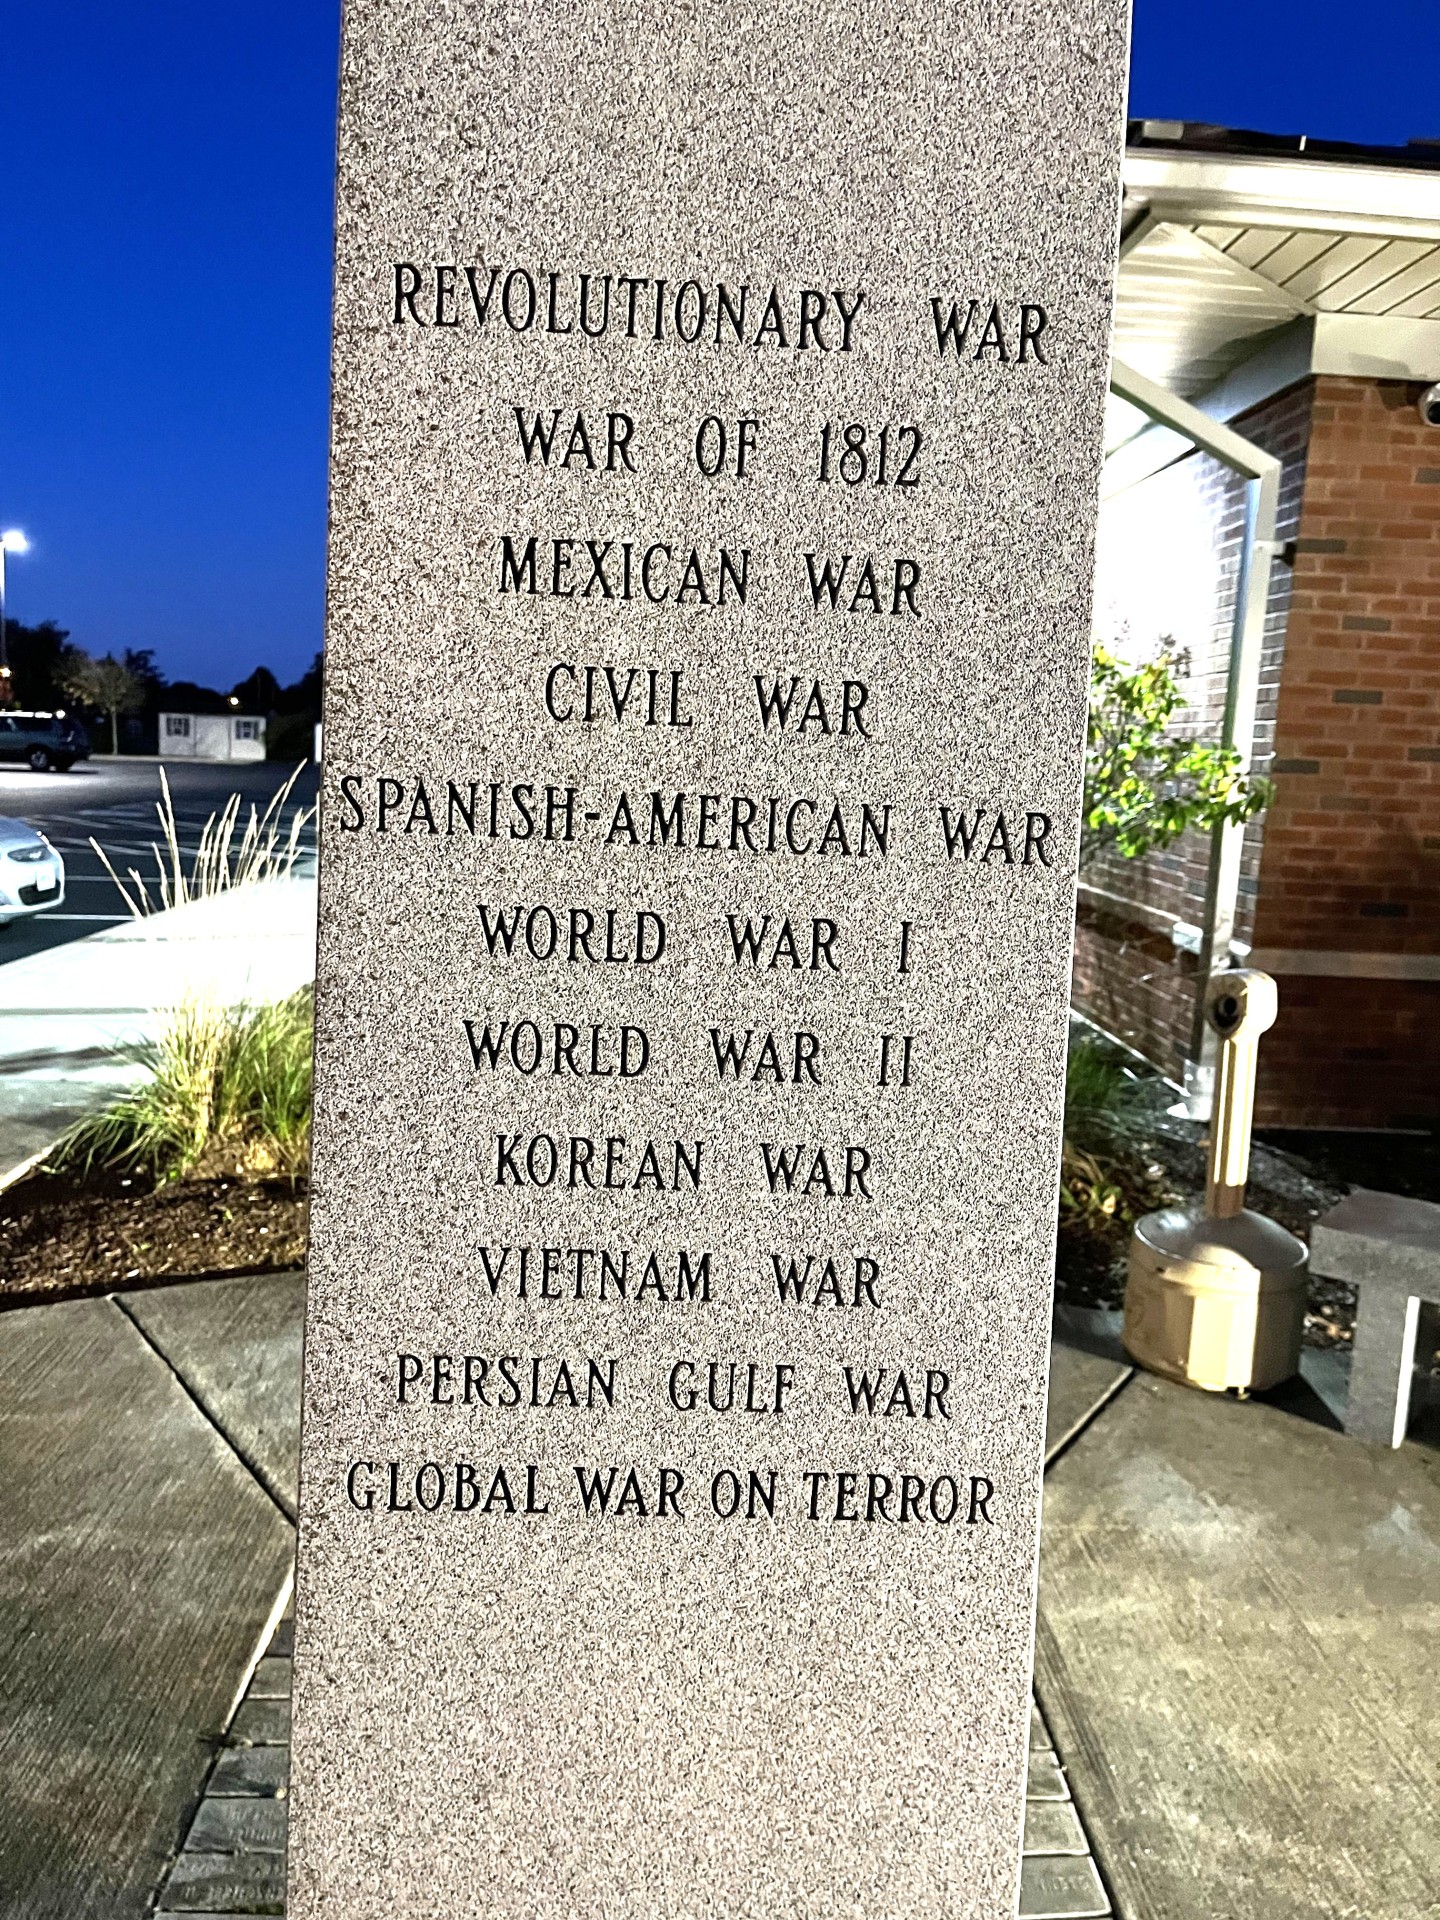 REVOLUTIONARY WAR
WAR OF 1812
MEXICAN WAR
CIVIL WAR
SPANISH-AMERICAN WAR
WORLD WAR I
WORLD WAR II
KOREAN WAR
VIETNAM WAR
PERSIAN GULF WAR
GLOBAL WAR ON TERROR